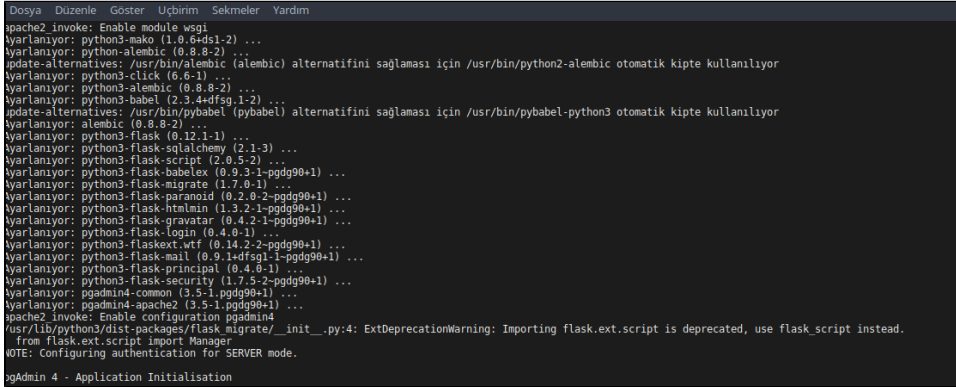 Dosya Düzenle Göster Uçbirim Sekmeler Yardım
apache2_invoke: Enable module wsgi
Ayarlanıyor: python3-mako (1.0.6+ds1-2) ...
Ayarlanıyor: python-alembic (0.8.8-2) ...
update-alternatives: /usr/bin/alembic (alembic) alternatifini sağlaması için /usr/bin/python2-alembic otomatik kipte kullanılıyor
Ayarlanıyor: python3-click (6.6-1) ...
Ayarlanıyor: python3-alembic (0.8.8-2) ...
Ayarlanıyor: python3-babel (2.3.4+dfsg.1-2) ...
update-alternatives: /usr/bin/pybabel (pybabel) alternatifini sağlaması için /usr/bin/pybabel-python3 otomatik kipte kullanılıyor
Ayarlanıyor: alembic (0.8.8-2) ...
Ayarlanıyor: python3-flask (0.12.1-1) ...
Ayarlanıyor: python3-flask-sqlalchemy (2.1-3) ...
Ayarlanıyor: python3-flask-script (2.0.5-2) ...
Ayarlanıyor: python3-flask-babelex (0.9.3-1~pgdg90+1) ...
Ayarlanıyor: python3-flask-migrate (1.7.0-1) ...
Ayarlanıyor: python3-flask-paranoid (0.2.0-2~pgdg90+1) ...
Ayarlanıyor: python3-flask-htmlmin (1.3.2-1~pgdg90+1) ...
Ayarlanıyor: python3-flask-gravatar (0.4.2-1~pgdg90+1) ...
Ayarlanıyor: python3-flask-login (0.4.0-1) ...
Ayarlanıyor: python3-flaskext.wtf (0.14.2-2~pgdg90+1) ...
Ayarlanıyor: python3-flask-mail (0.9.1+dfsg1-1~pgdg90+1) ...
Ayarlanıyor: python3-flask-principal (0.4.0-1) ...
Ayarlanıyor: python3-flask-security (1.7.5-2~pgdg90+1) ...
Ayarlanıyor: pgadmin4-common (3.5-1.pgdg90+1) ...
Ayarlanıyor: pgadmin4-apache2 (3.5-1.pgdg90+1) ...
apache2_invoke: Enable configuration pgadmin4
/usr/lib/python3/dist-packages/flask_migrate/__init__.py:4: ExtDeprecationWarning: Importing flask.ext.script is deprecated, use flask_script instead.
from flask.ext.script import Manager
NOTE: Configuring authentication for SERVER mode.
pgAdmin 4 - Application Initialisation